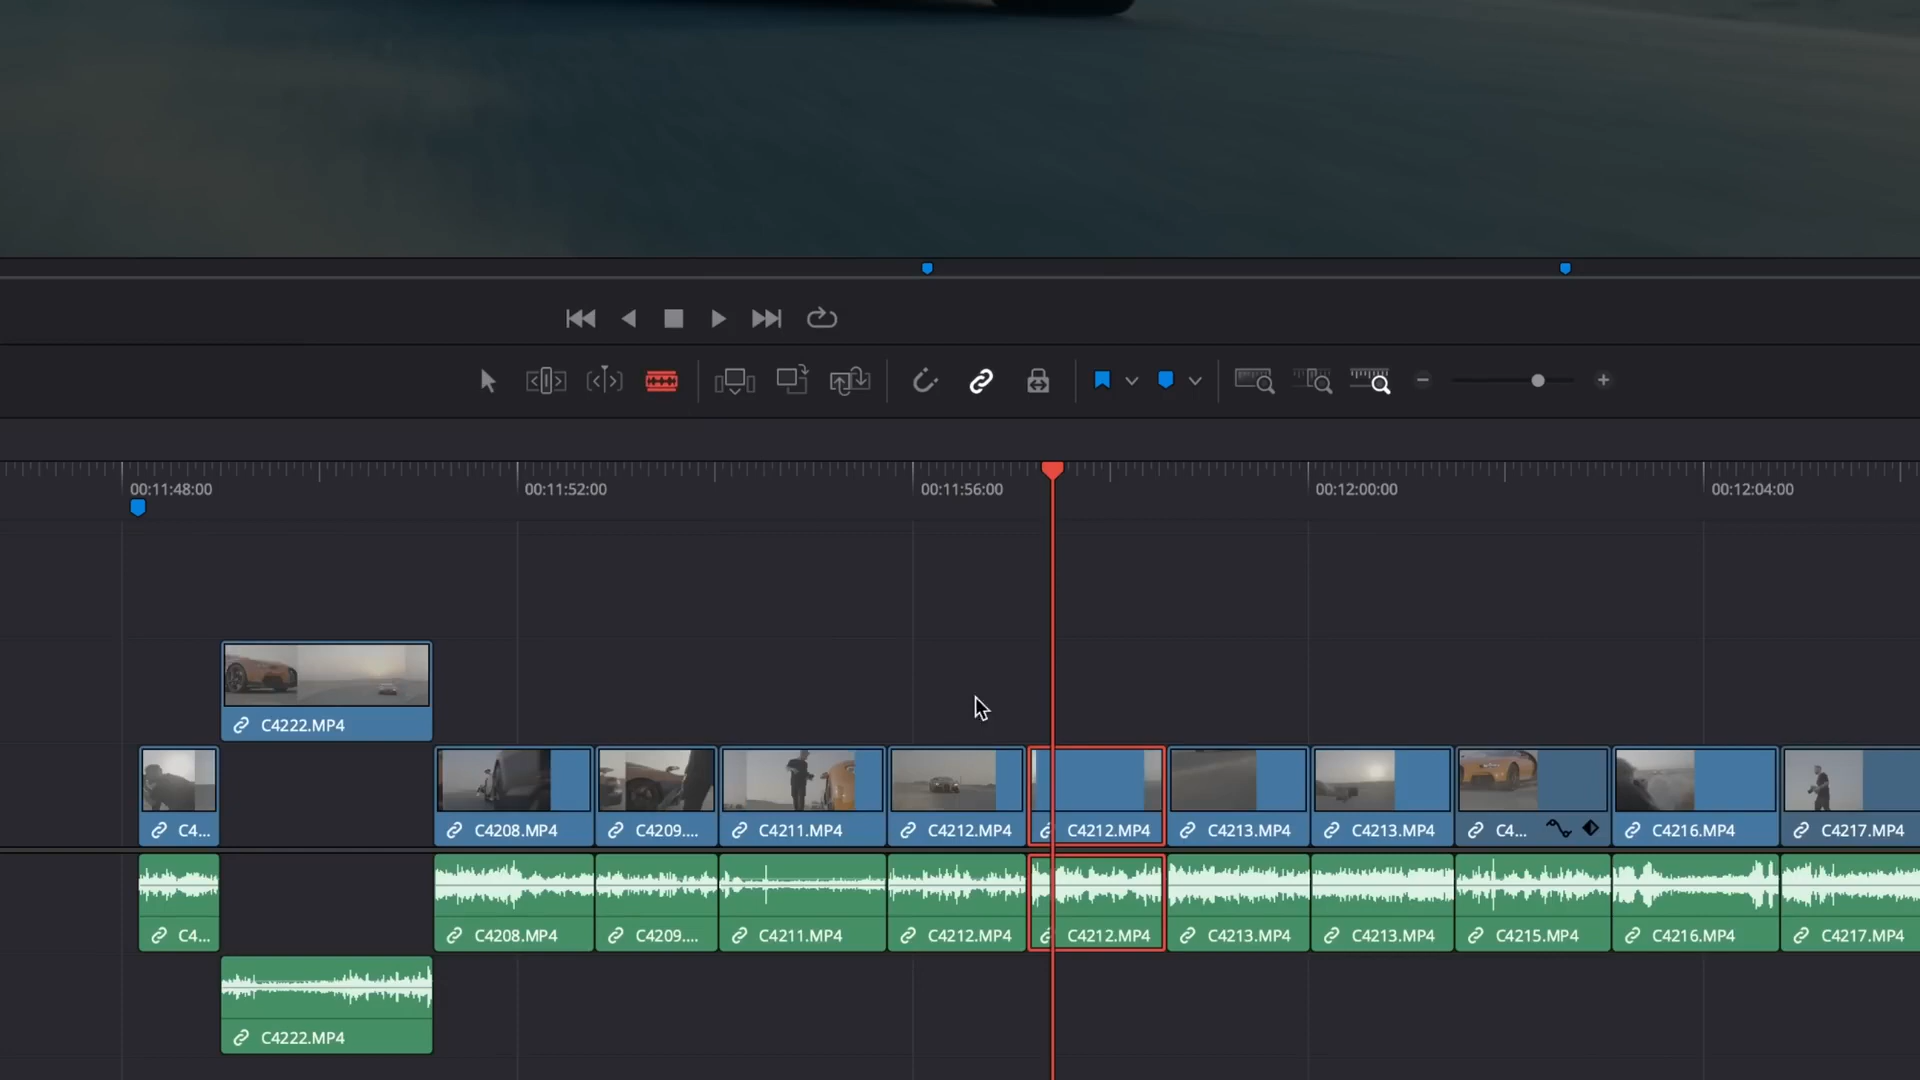 00:11:48:00 00:11:52:00 00:11:56:00 00:12:00:00 00:12:04:00
C4222.MP4
C4... C4208.MP4 C4209.... C4211.MP4 C4212.MP4 C4212.MP4 C4213.MP4 C4213.MP4 C4... C4216.MP4 C4217.MP4
C4... C4208.MP4 C4209.... C4211.MP4 C4212.MP4 C4212.MP4 C4213.MP4 C4213.MP4 C4215.MP4 C4216.MP4 C4217.MP4
C4222.MP4